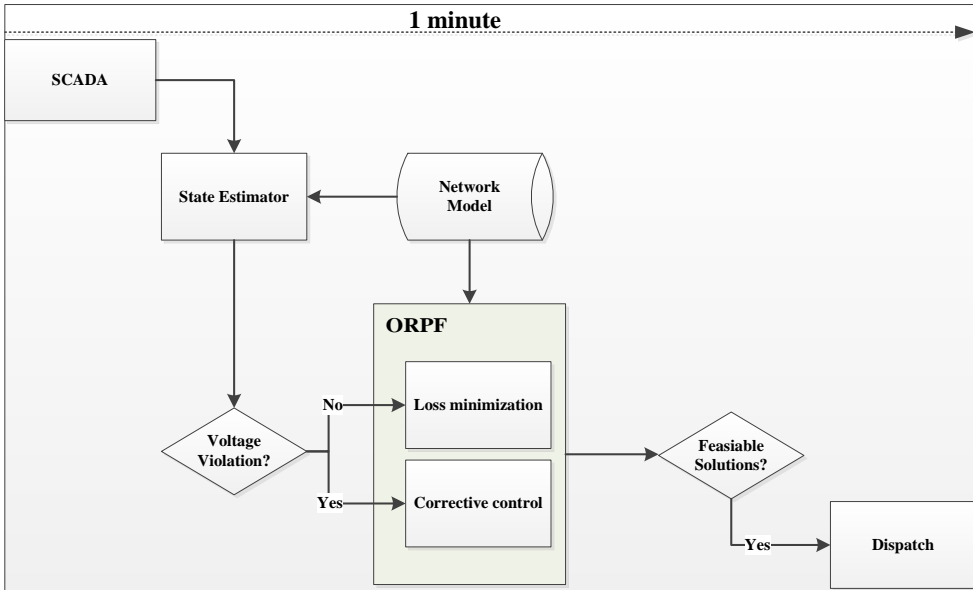 1 minute
SCADA
State Estimator
Network
Model
ORPF
Loss minimization
No
Voltage
Violation?
Yes
Corrective control
Feasiable
Solutions?
Yes
Dispatch